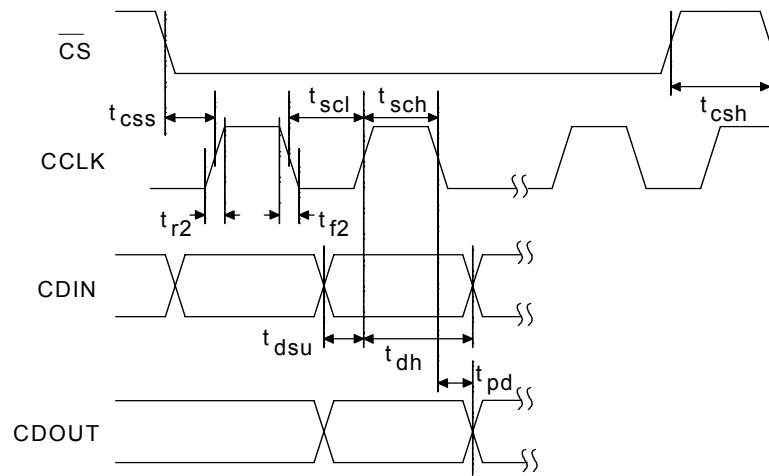 CS
t css
t scl
t sch
t csh
CCLK
t r2
t f2
CDIN
t dsu
t dh
t pd
CDOUT